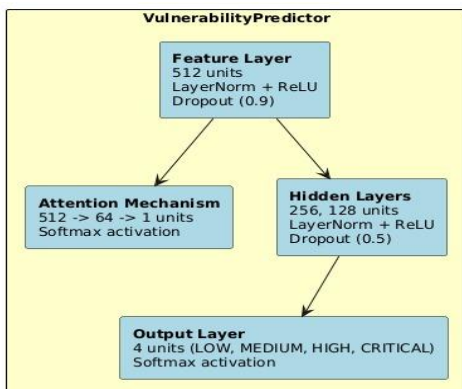 VulnerabilityPredictor
Feature Layer
512 units
LayerNorm + ReLU
Dropout (0.9)
Attention Mechanism
512 -> 64 -> 1 units
Softmax activation
Hidden Layers
256, 128 units
LayerNorm + ReLU
Dropout (0.5)
Output Layer
4 units (LOW, MEDIUM, HIGH, CRITICAL)
Softmax activation